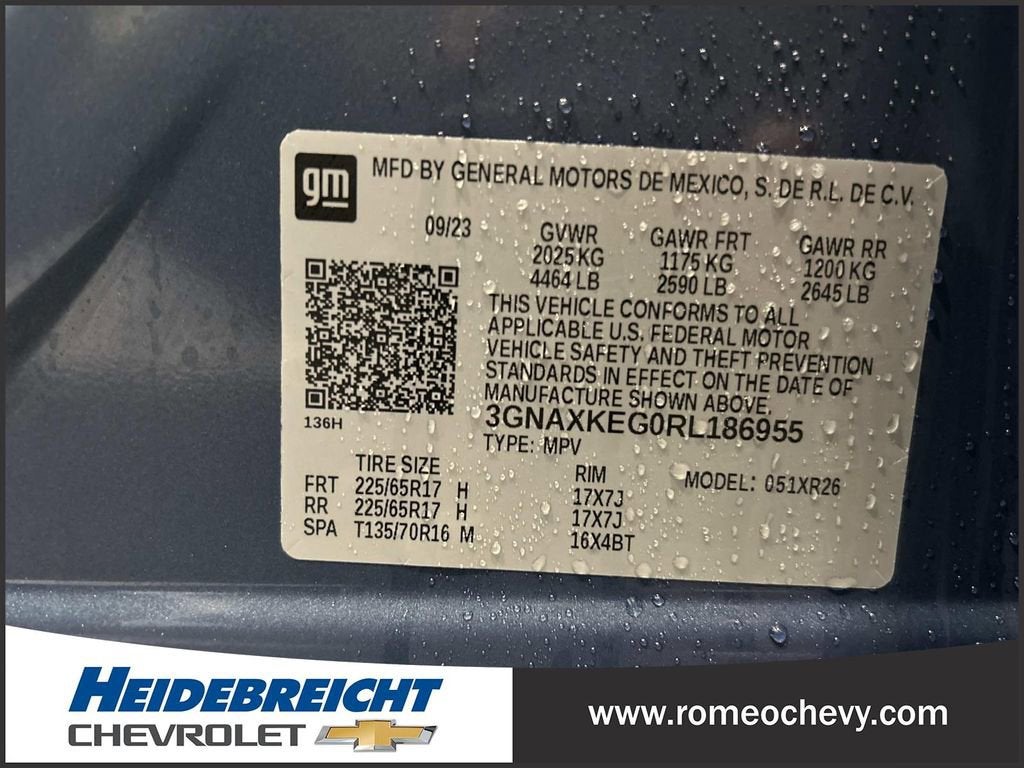 gm
MFD BY GENERAL MOTORS DE MEXICO, S. DE R.L. DE C.V.
09/23
GVWR GAWR FRT GAWR RR
2025 KG 1175 KG 1200 KG
4464 LB 2590 LB 2645 LB
THIS VEHICLE CONFORMS TO ALL
APPLICABLE U.S. FEDERAL MOTOR
VEHICLE SAFETY AND THEFT PREVENTION
STANDARDS IN EFFECT ON THE DATE OF
MANUFACTURE SHOWN ABOVE.
136H
3GNAXKEG0RL186955
TYPE: MPV
TIRE SIZE RIM MODEL: 051XR26
FRT 225/65R17 H 17X7J
RR 225/65R17 H 17X7J
SPA T135/70R16 M 16X4BT
HEIDEBREICHT
CHEVROLET
www.romeochevy.com